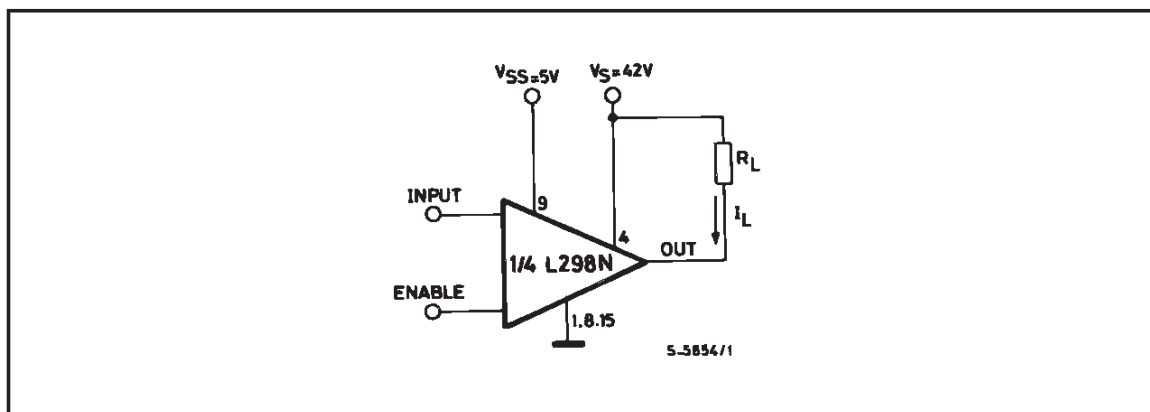 VSS=5V
VS=42V
INPUT
9
RL
IL
4
OUT
1/4 L298N
ENABLE
1.8.15
S-5854/1